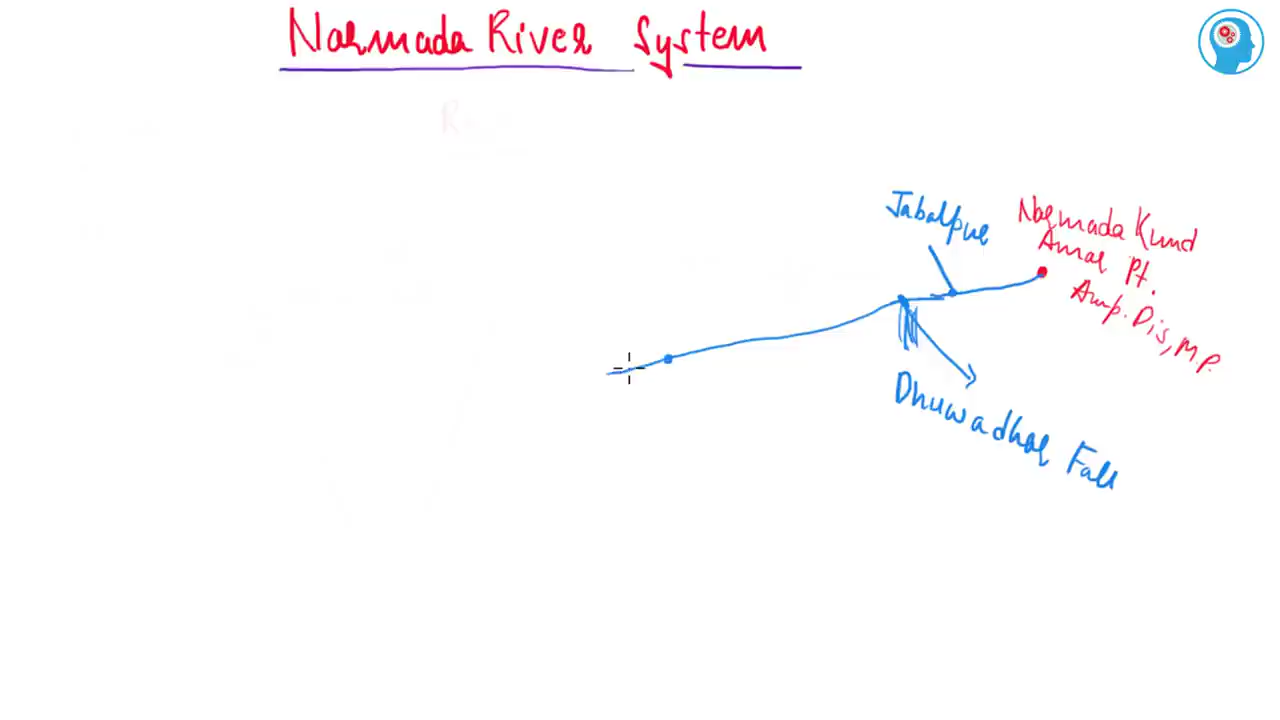 Narmada River System
Jabalpur
Narmada Kund
Amar Pt.
Anup. Dis, M.P.
Dhuwadhar Fall